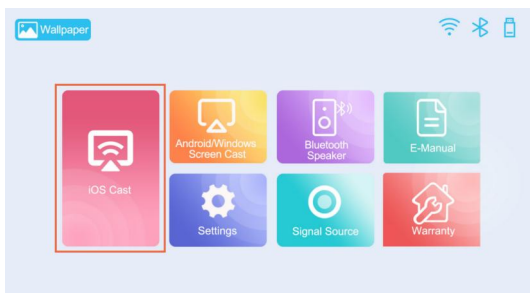 Wallpaper
iOS Cast
Android/Windows
Screen Cast
Bluetooth
Speaker
E-Manual
Settings
Signal Source
Warranty